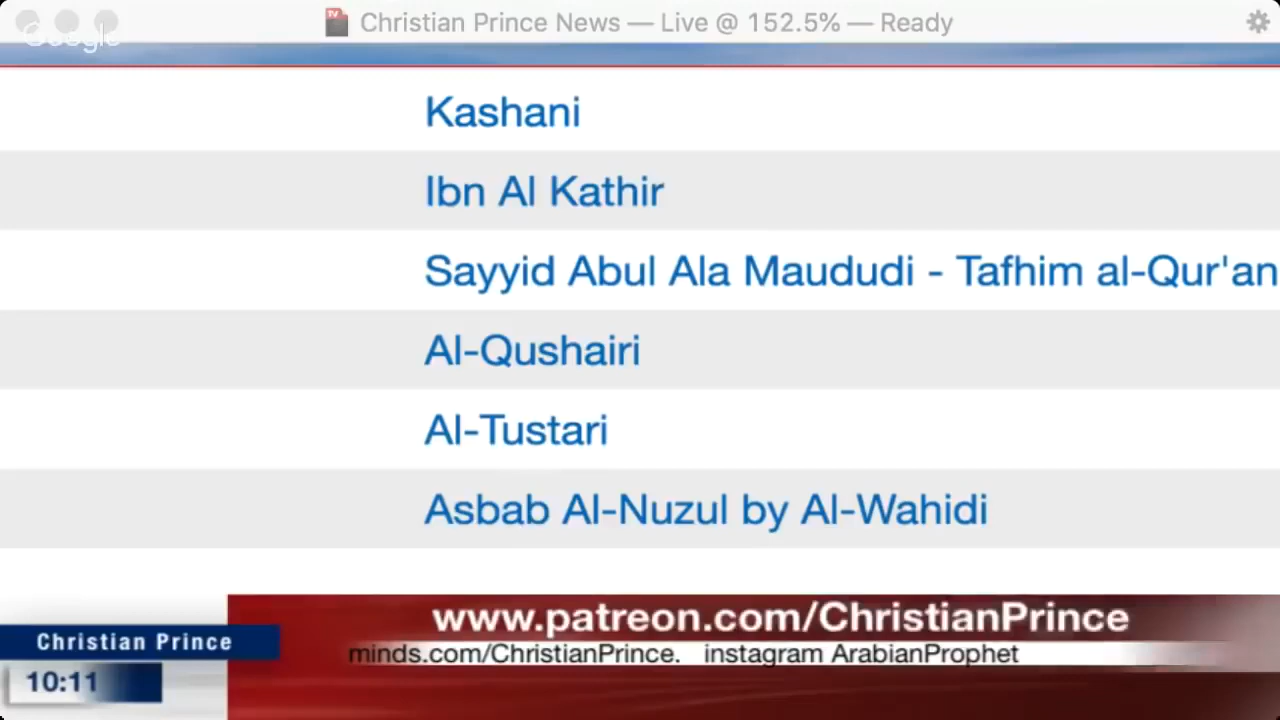 Christian Prince News — Live @ 152.5% — Ready
Google
Kashani
Ibn Al Kathir
Sayyid Abul Ala Maududi - Tafhim al-Qur'an
Al-Qushairi
Al-Tustari
Asbab Al-Nuzul by Al-Wahidi
www.patreon.com/ChristianPrince
Christian Prince
minds.com/ChristianPrince. instagram ArabianProphet
10:11